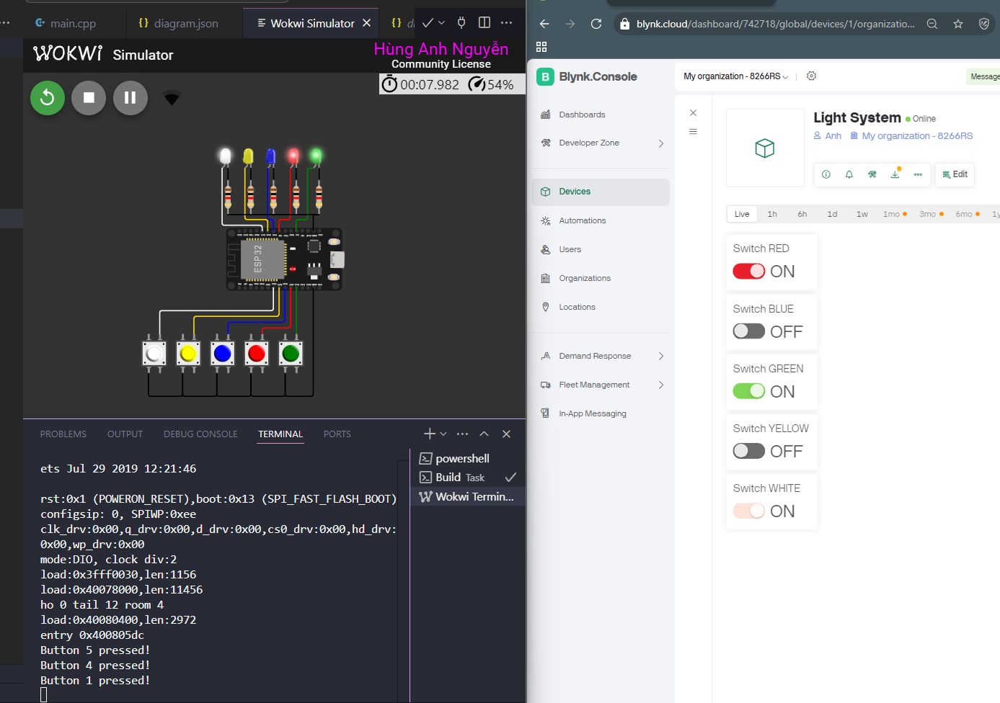 main.cpp
{} diagram.json
Wokwi Simulator
{} d
WOKWi Simulator
Hùng Anh Nguyễn
Community License
00:07.982 54%
ESP32
PROBLEMS OUTPUT DEBUG CONSOLE TERMINAL PORTS
ets Jul 29 2019 12:21:46
rst:0x1 (POWERON_RESET),boot:0x13 (SPI_FAST_FLASH_BOOT)
configsip: 0, SPIWP:0xee
clk_drv:0x00,q_drv:0x00,d_drv:0x00,cs0_drv:0x00,hd_drv:
0x00,wp_drv:0x00
mode:DIO, clock div:2
load:0x3fff0030,len:1156
load:0x40078000,len:11456
ho 0 tail 12 room 4
load:0x40080400,len:2972
entry 0x400805dc
Button 5 pressed!
Button 4 pressed!
Button 1 pressed!
powershell
Build Task
Wokwi Termin...
blynk.cloud/dashboard/742718/global/devices/1/organizatio...
B Blynk.Console
Dashboards
Developer Zone
Devices
Automations
Users
Organizations
Locations
Demand Response
Fleet Management
In-App Messaging
My organization - 8266RS
Message
Light System Online
Anh My organization - 8266RS
Edit
Live 1h 6h 1d 1w 1mo 3mo 6mo 1y
Switch RED
ON
Switch BLUE
OFF
Switch GREEN
ON
Switch YELLOW
OFF
Switch WHITE
ON